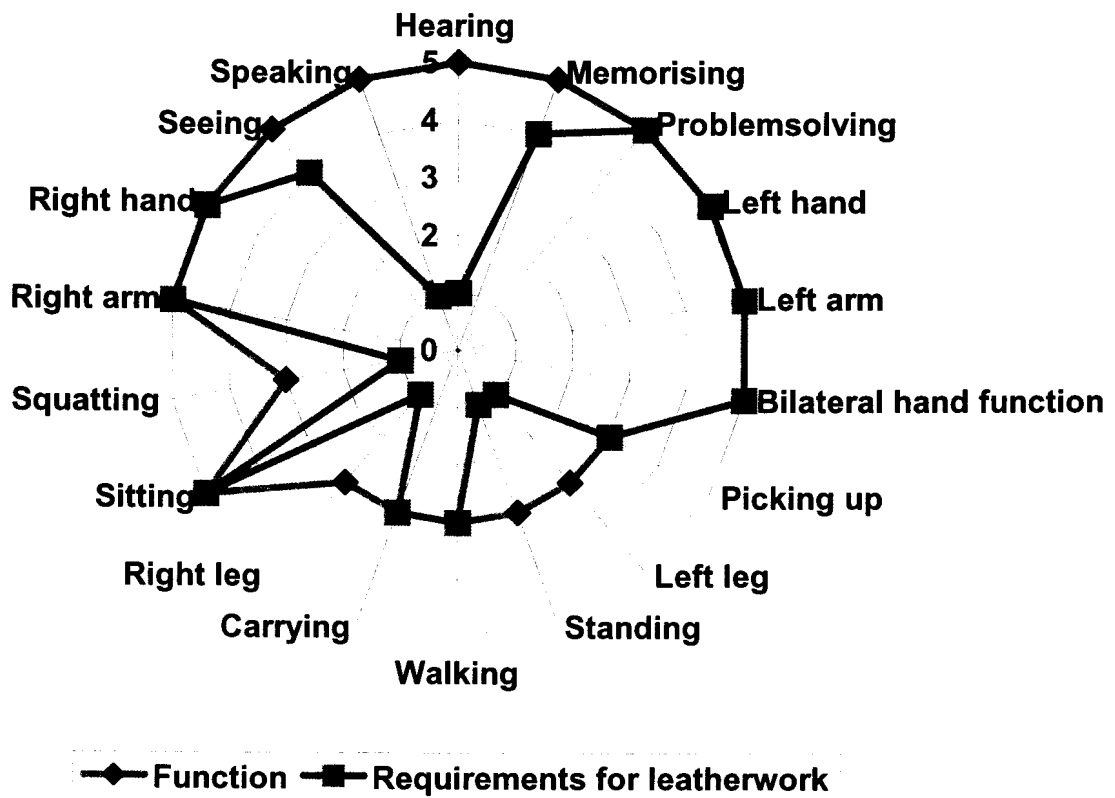 Hearing
Speaking
5
Memorising
Seeing
4
Problemsolving
3
Right hand
Left hand
2
Right arm
Left arm
0
Squatting
Bilateral hand function
Sitting
Picking up
Right leg
Left leg
Carrying
Standing
Walking
Function
Requirements for leatherwork